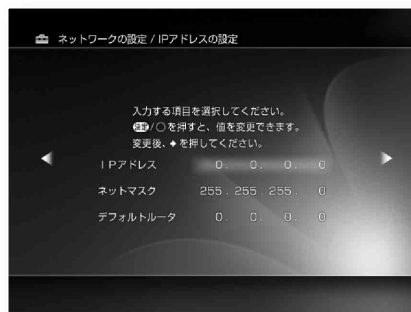 ネットワークの設定 / IPアドレスの設定
入力する項目を選択してください。
決定/○を押すと、値を変更できます。
変更後、➧を押してください。
IPアドレス 0. 0. 0. 0
ネットマスク 255. 255. 255. 0
デフォルトルータ 0. 0. 0. 0